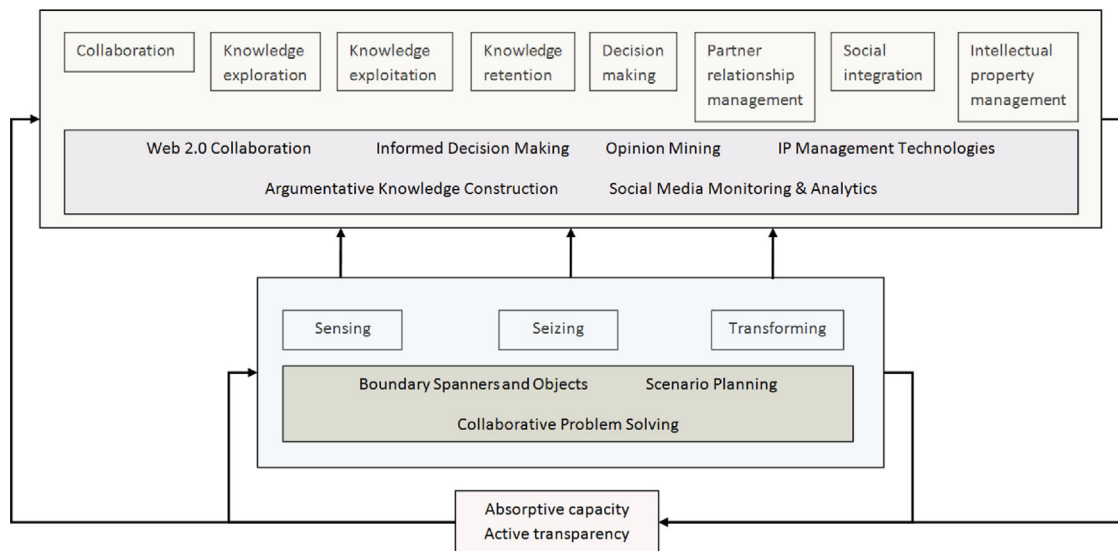 Collaboration
Knowledge
exploration
Knowledge
exploitation
Knowledge
retention
Decision
making
Partner
relationship
management
Social
integration
Intellectual
property
management
Web 2.0 Collaboration
Informed Decision Making
Opinion Mining
IP Management Technologies
Argumentative Knowledge Construction
Social Media Monitoring & Analytics
Sensing
Seizing
Transforming
Boundary Spanners and Objects
Scenario Planning
Collaborative Problem Solving
Absorptive capacity
Active transparency